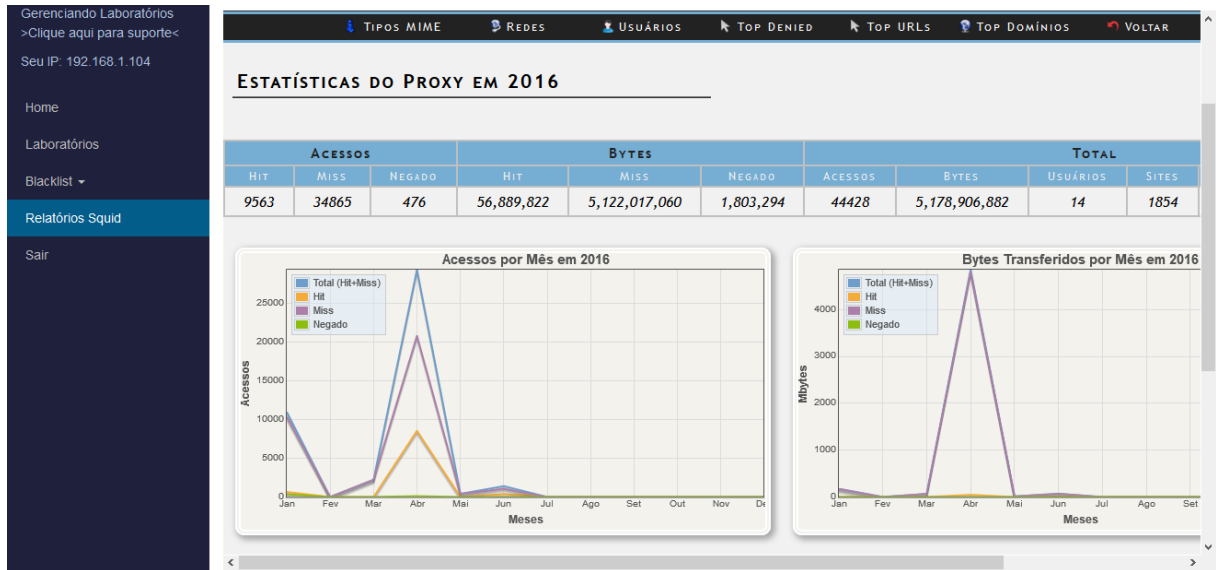 Gerenciando Laboratórios
>Clique aqui para suporte<
Seu IP: 192.168.1.104
Home
Laboratórios
Blacklist
Relatórios Squid
Sair
Tipos MIME Redes Usuários Top Denied Top URLs Top Domínios Voltar
Estatísticas do Proxy em 2016
Acessos Bytes Total
Hit Miss Negado Hit Miss Negado Acessos Bytes Usuários Sites
9563 34865 476 56,889,822 5,122,017,060 1,803,294 44428 5,178,906,882 14 1854
Acessos por Mês em 2016
Total (Hit+Miss)
Hit
Miss
Negado
25000
20000
15000
10000
5000
0
Acessos
Jan Fev Mar Abr Mai Jun Jul Ago Set Out Nov De
Meses
Bytes Transferidos por Mês em 2016
Total (Hit+Miss)
Hit
Miss
Negado
4000
3000
2000
1000
0
Mbytes
Jan Fev Mar Abr Mai Jun Jul Ago Set
Meses